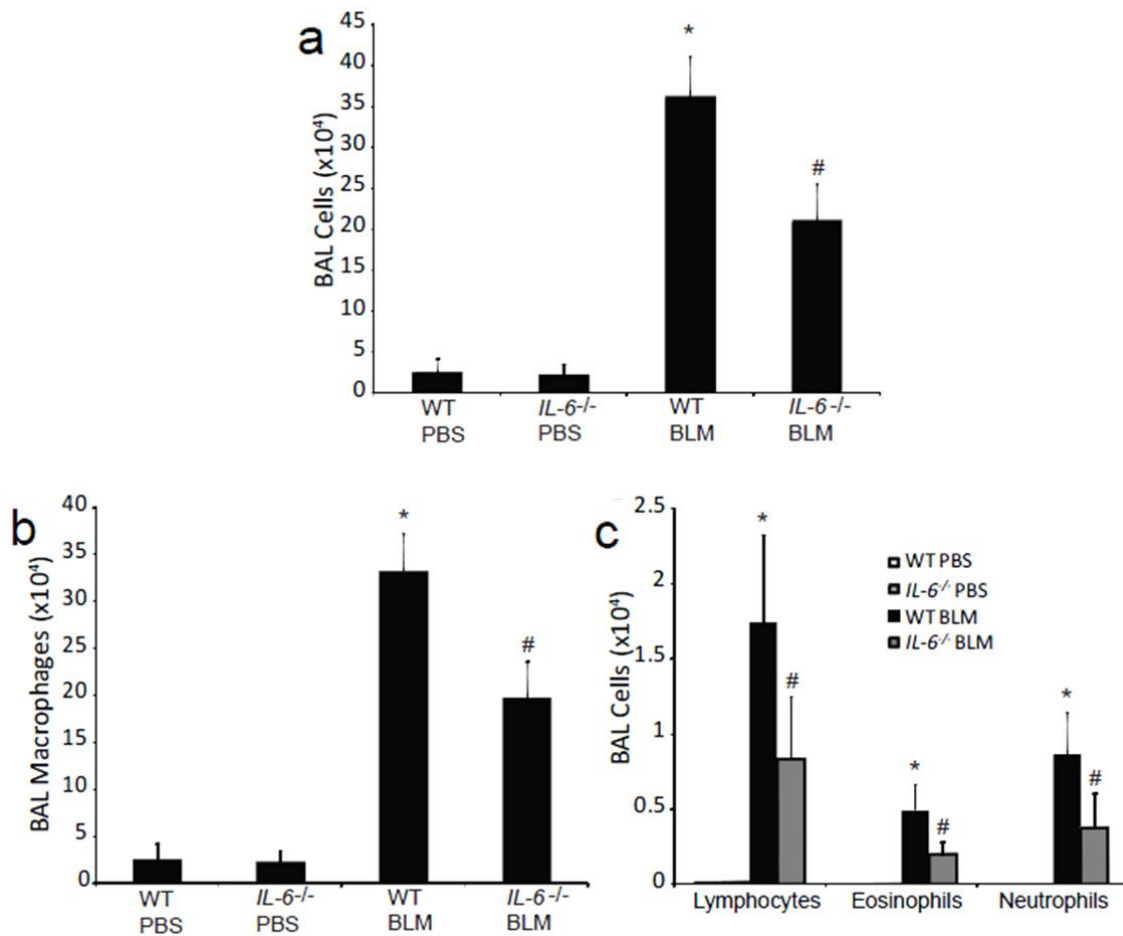 a
BAL Cells (x10⁴)
45
40
35
30
25
20
15
10
5
0
*
#
WT PBS
IL-6-/- PBS
WT BLM
IL-6-/- BLM
b
BAL Macrophages (x10⁴)
40
35
30
25
20
15
10
5
0
*
#
WT PBS
IL-6-/- PBS
WT BLM
IL-6-/- BLM
c
BAL Cells (x10⁴)
2.5
2
1.5
1
0.5
0
*
#
*
#
*
#
WT PBS
IL-6-/- PBS
WT BLM
IL-6-/- BLM
Lymphocytes Eosinophils Neutrophils